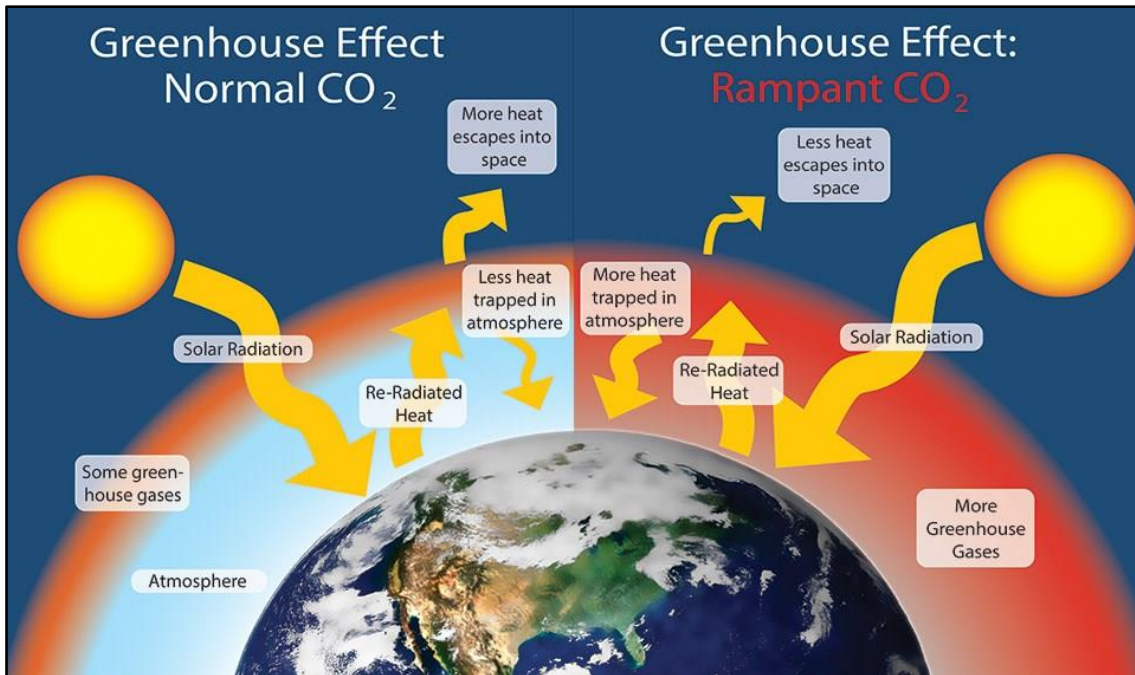 Greenhouse Effect
Normal CO₂
More heat
escapes into
space
Less heat
trapped in
atmosphere
Solar Radiation
Re-Radiated
Heat
Some green-
house gases
Atmosphere
Greenhouse Effect:
Rampant CO₂
Less heat
escapes into
space
More heat
trapped in
atmosphere
Solar Radiation
Re-Radiated
Heat
More
Greenhouse
Gases